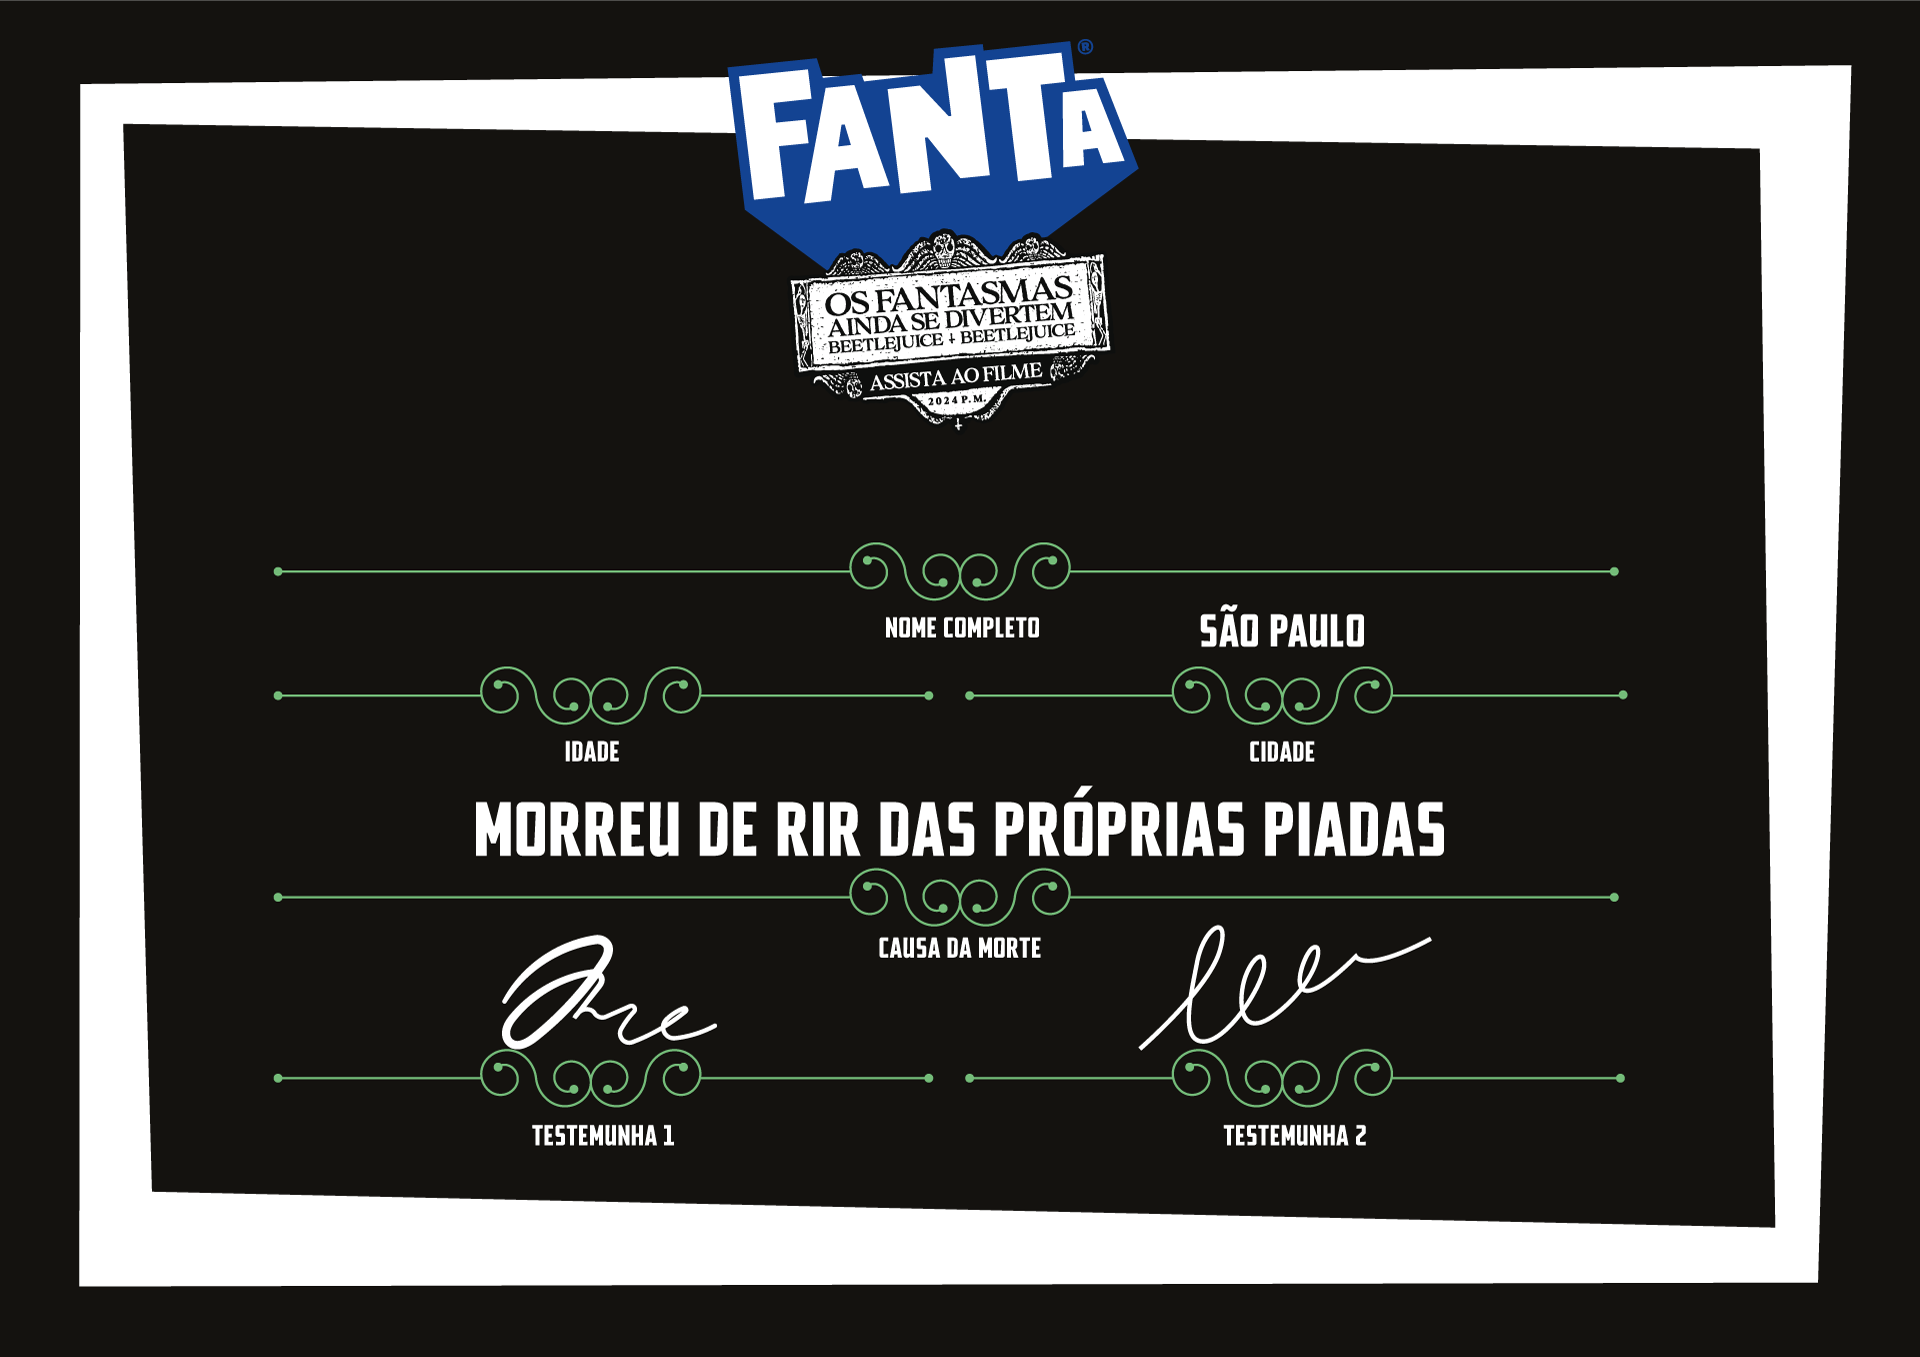 FANTA®
OS FANTASMAS
AINDA SE DIVERTEM
BEETLEJUICE + BEETLEJUICE
ASSISTA AO FILME
2024 P.M.
NOME COMPLETO
SÃO PAULO
IDADE
CIDADE
MORREU DE RIR DAS PRÓPRIAS PIADAS
CAUSA DA MORTE
TESTEMUNHA 1
TESTEMUNHA 2